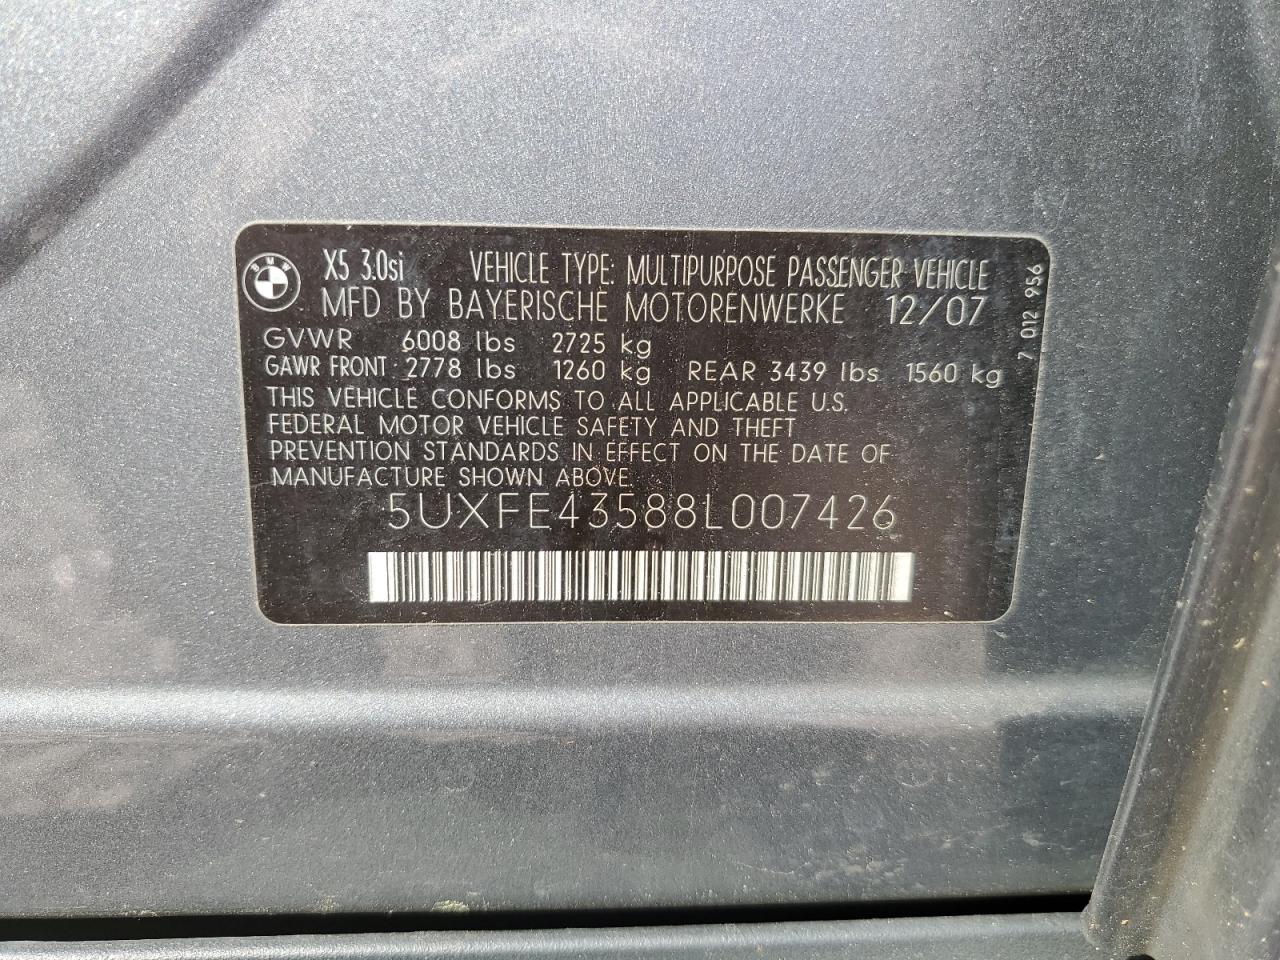 BMW
X5 3.0si VEHICLE TYPE: MULTIPURPOSE PASSENGER VEHICLE
MFD BY BAYERISCHE MOTORENWERKE 12/07
GVWR 6008 lbs 2725 kg
GAWR FRONT: 2778 lbs 1260 kg REAR 3439 lbs 1560 kg
THIS VEHICLE CONFORMS TO ALL APPLICABLE U.S.
FEDERAL MOTOR VEHICLE SAFETY AND THEFT
PREVENTION STANDARDS IN EFFECT ON THE DATE OF
MANUFACTURE SHOWN ABOVE.
5UXFE43588L007426
7 012 956